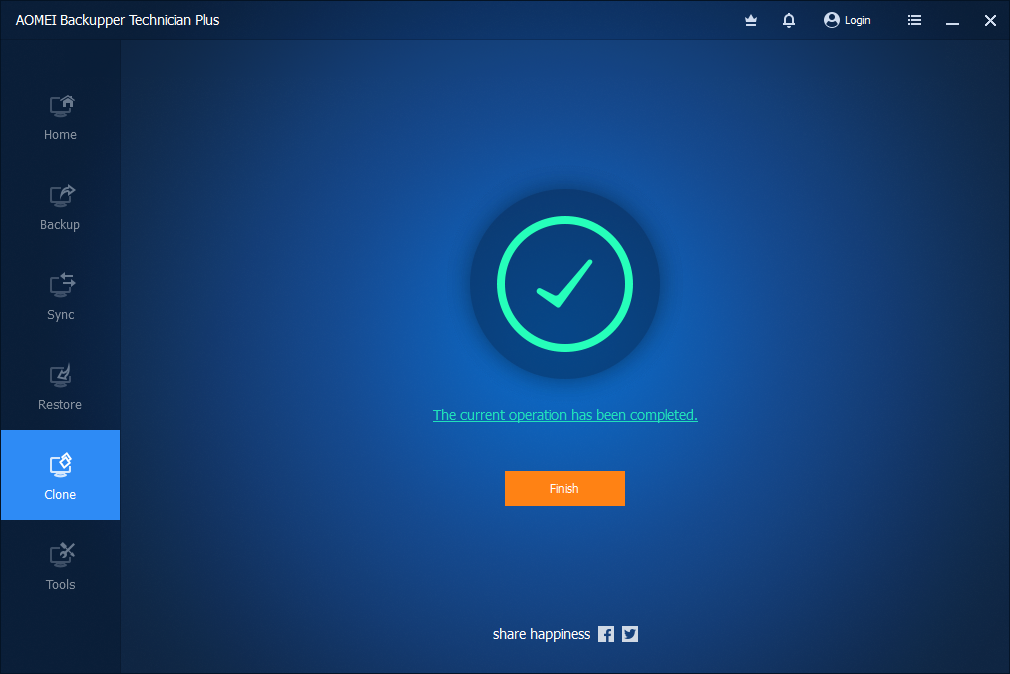 AOMEI Backupper Technician Plus
Login
Home
Backup
Sync
Restore
Clone
Tools
The current operation has been completed.
Finish
share happiness